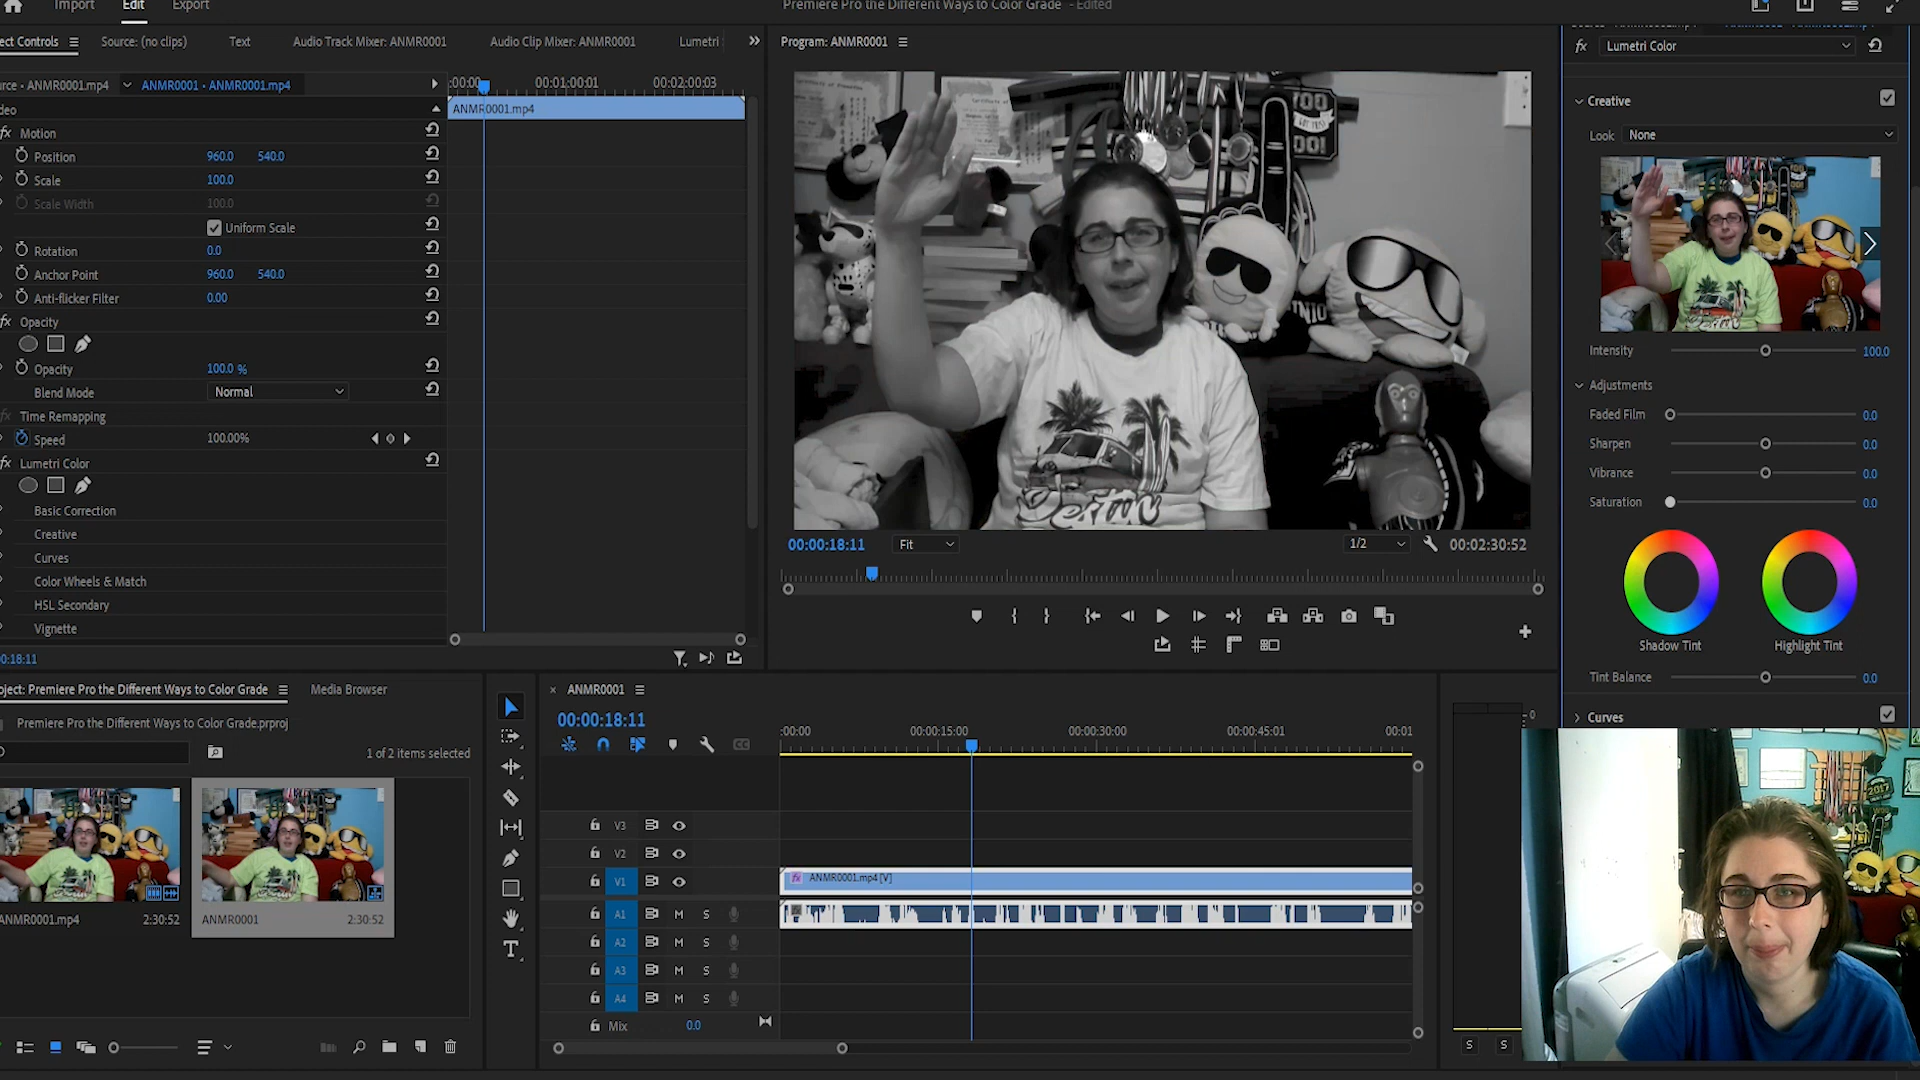 Import
Edit
Export
Premiere Pro the Different Ways to Color Grade - Edited
ect Controls
Source: (no clips)
Text
Audio Track Mixer: ANMR0001
Audio Clip Mixer: ANMR0001
Lumetri
Program: ANMR0001
fx
Lumetri Color
rce - ANMR0001.mp4
ANMR0001 - ANMR0001.mp4
:00:00
00:01:00:01
00:02:00:03
deo
ANMR0001.mp4
fx Motion
Position 960.0 540.0
Scale 100.0
Scale Width 100.0
Uniform Scale
Rotation 0.0
Anchor Point 960.0 540.0
Anti-flicker Filter 0.00
fx Opacity
Opacity 100.0 %
Blend Mode Normal
fx Time Remapping
Speed 100.00%
fx Lumetri Color
Basic Correction
Creative
Curves
Color Wheels & Match
HSL Secondary
Vignette
0:18:11
00:00:18:11
Fit
1/2
00:02:30:52
Creative
Look None
Intensity 100.0
Adjustments
Faded Film 0.0
Sharpen 0.0
Vibrance 0.0
Saturation 0.0
Shadow Tint
Highlight Tint
Tint Balance 0.0
Curves
oject: Premiere Pro the Different Ways to Color Grade
Media Browser
Premiere Pro the Different Ways to Color Grade.prproj
1 of 2 items selected
ANMR0001.mp4 2:30:52
ANMR0001 2:30:52
× ANMR0001
00:00:18:11
:00:00
00:00:15:00
00:00:30:00
00:00:45:01
00:01
V3
V2
V1
ANMR0001.mp4 [V]
fx
A1 M S
A2 M S
A3 M S
A4 M S
Mix 0.0
0
S S
2017